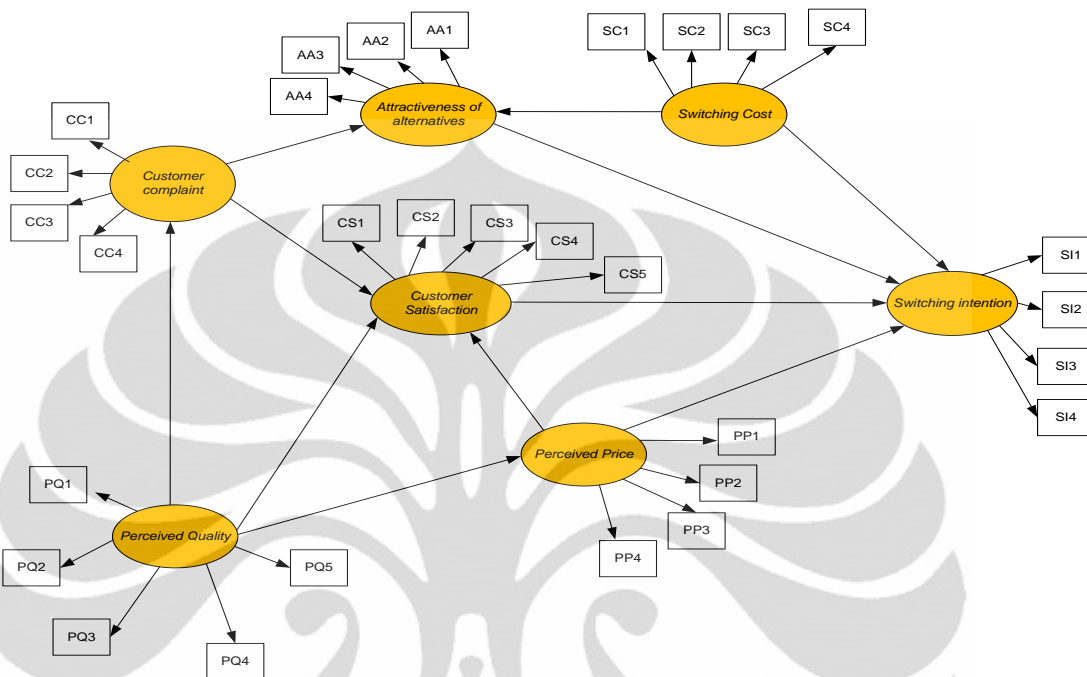 AA1
AA2
AA3
AA4
SC1
SC2
SC3
SC4
Attractiveness of
alternatives
Switching Cost
CC1
CC2
CC3
CC4
Customer
complaint
CS1
CS2
CS3
CS4
CS5
Customer
Satisfaction
Switching intention
SI1
SI2
SI3
SI4
Perceived Price
PP1
PP2
PP3
PP4
PQ1
Perceived Quality
PQ2
PQ5
PQ3
PQ4